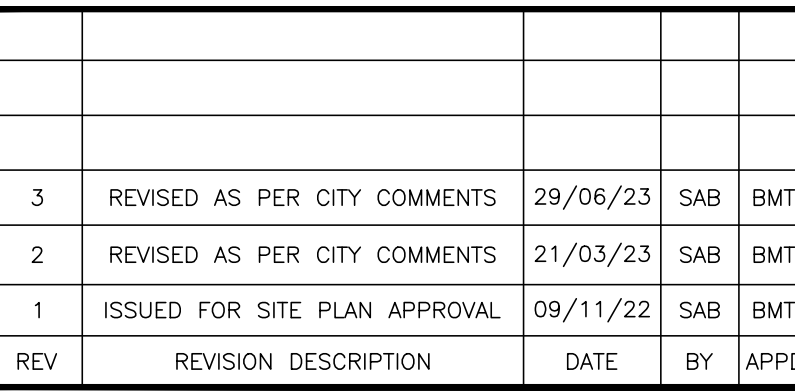 3 REVISED AS PER CITY COMMENTS 29/06/23 SAB BMT
2 REVISED AS PER CITY COMMENTS 21/03/23 SAB BMT
1 ISSUED FOR SITE PLAN APPROVAL 09/11/22 SAB BMT
REV REVISION DESCRIPTION DATE BY APPD